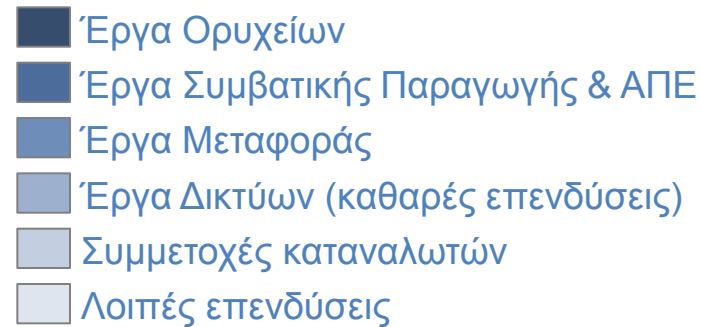 Έργα Ορυχείων
Έργα Συμβατικής Παραγωγής & ΑΠΕ
Έργα Μεταφοράς
Έργα Δικτύων (καθαρές επενδύσεις)
Συμμετοχές καταναλωτών
Λοιπές επενδύσεις